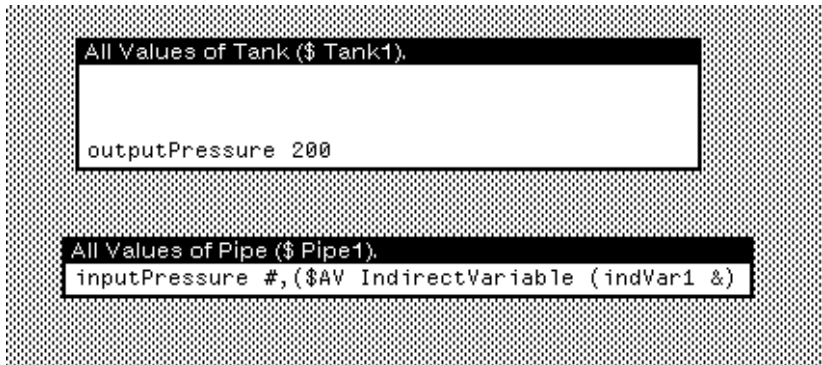 All Values of Tank ($ Tank1).
outputPressure 200
All Values of Pipe ($ Pipe1).
inputPressure #,($AV IndirectVariable (indVar1 &)